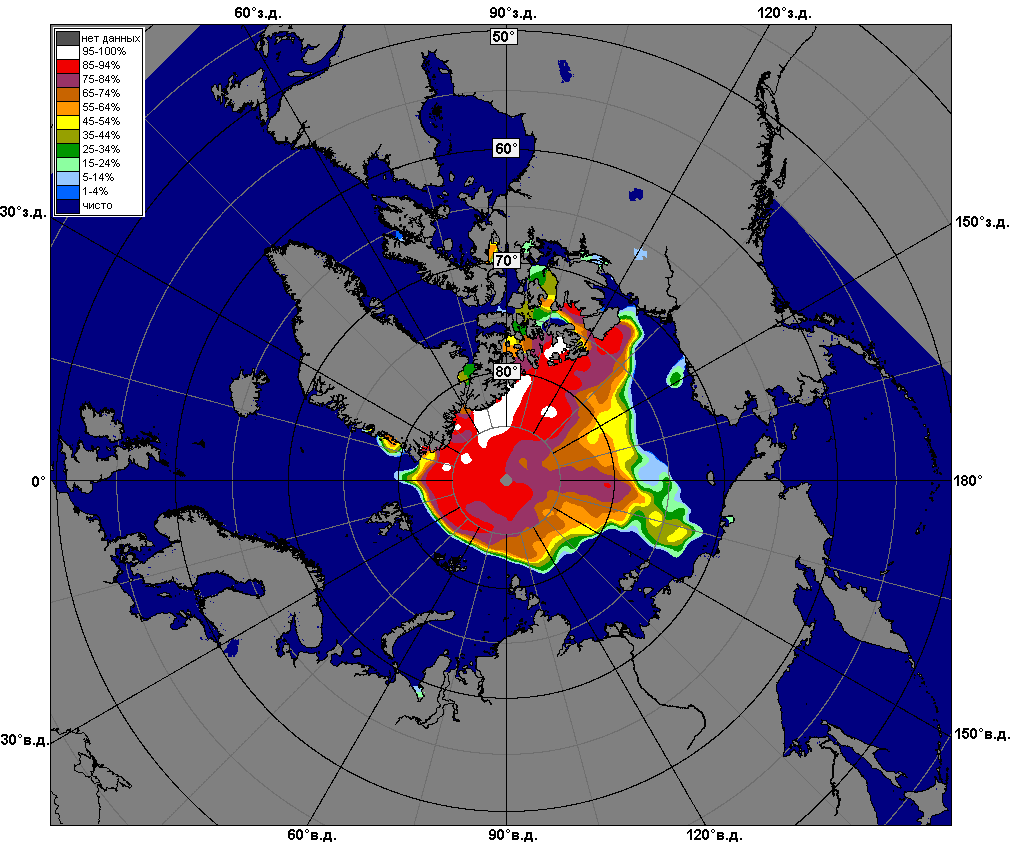 60°з.д.
90°з.д.
120°з.д.
нет данных
95-100%
85-94%
75-84%
65-74%
55-64%
45-54%
35-44%
25-34%
15-24%
5-14%
1-4%
чисто
50°
60°
30°з.д.
150°з.д.
70°
80°
0°
180°
30°в.д.
150°в.д.
60°в.д.
90°в.д.
120°в.д.